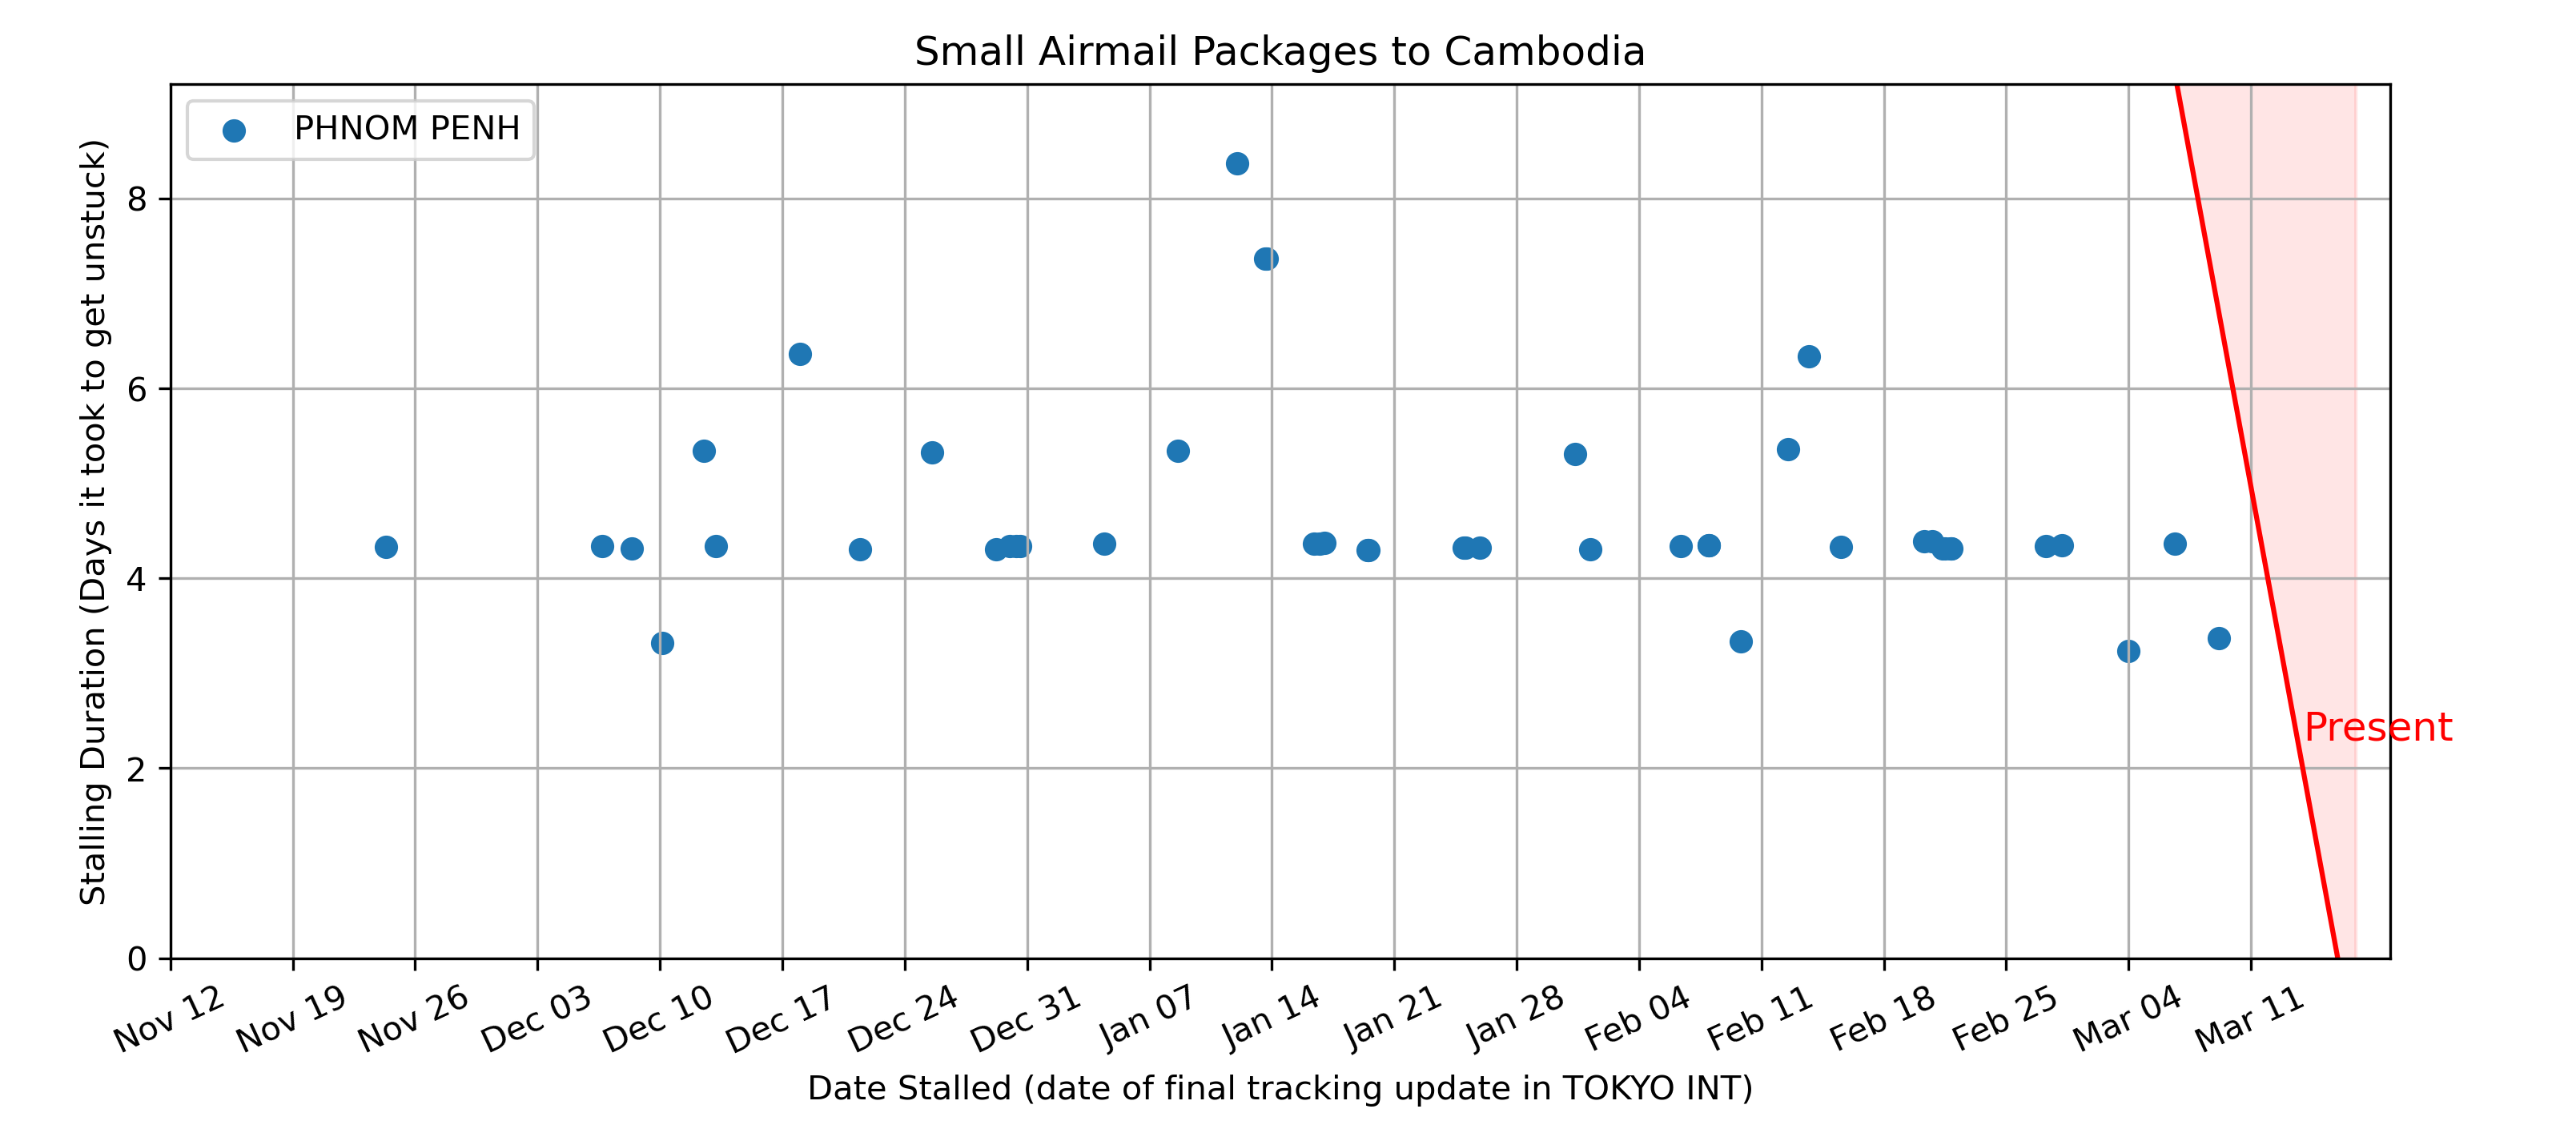 Small Airmail Packages to Cambodia
PHNOM PENH
Stalling Duration (Days it took to get unstuck)
8
6
4
2
0
Present
Nov 12
Nov 19
Nov 26
Dec 03
Dec 10
Dec 17
Dec 24
Dec 31
Jan 07
Jan 14
Jan 21
Jan 28
Feb 04
Feb 11
Feb 18
Feb 25
Mar 04
Mar 11
Date Stalled (date of final tracking update in TOKYO INT)